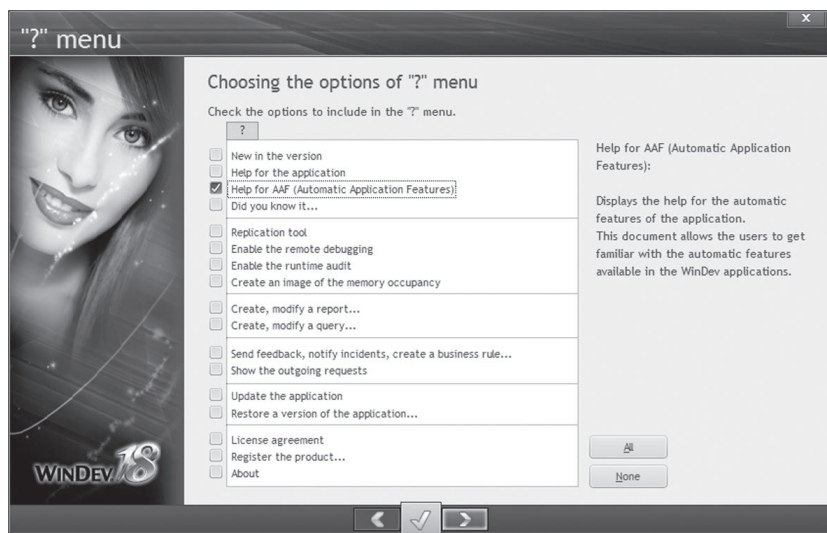 x
"?" menu
Choosing the options of "?" menu
Check the options to include in the "?" menu.
?
New in the version
Help for the application
Help for AAF (Automatic Application Features)
Did you know it...
Replication tool
Enable the remote debugging
Enable the runtime audit
Create an image of the memory occupancy
Create, modify a report...
Create, modify a query...
Send feedback, notify incidents, create a business rule...
Show the outgoing requests
Update the application
Restore a version of the application...
License agreement
Register the product...
About
Help for AAF (Automatic Application
Features):
Displays the help for the automatic
features of the application.
This document allows the users to get
familiar with the automatic features
available in the WinDev applications.
All
None
WINDEV 18